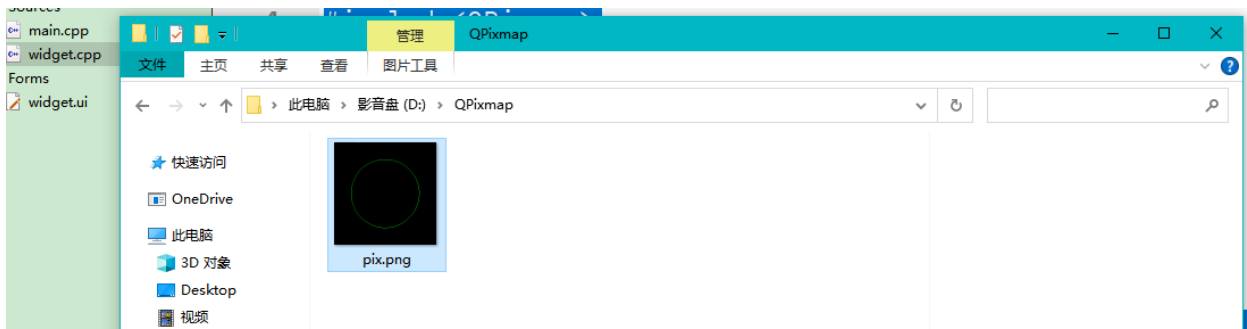 Sources
main.cpp
widget.cpp
Forms
widget.ui
管理
QPixmap
文件
主页
共享
查看
图片工具
此电脑 › 影音盘 (D:) › QPixmap
快速访问
OneDrive
此电脑
3D 对象
Desktop
视频
pix.png